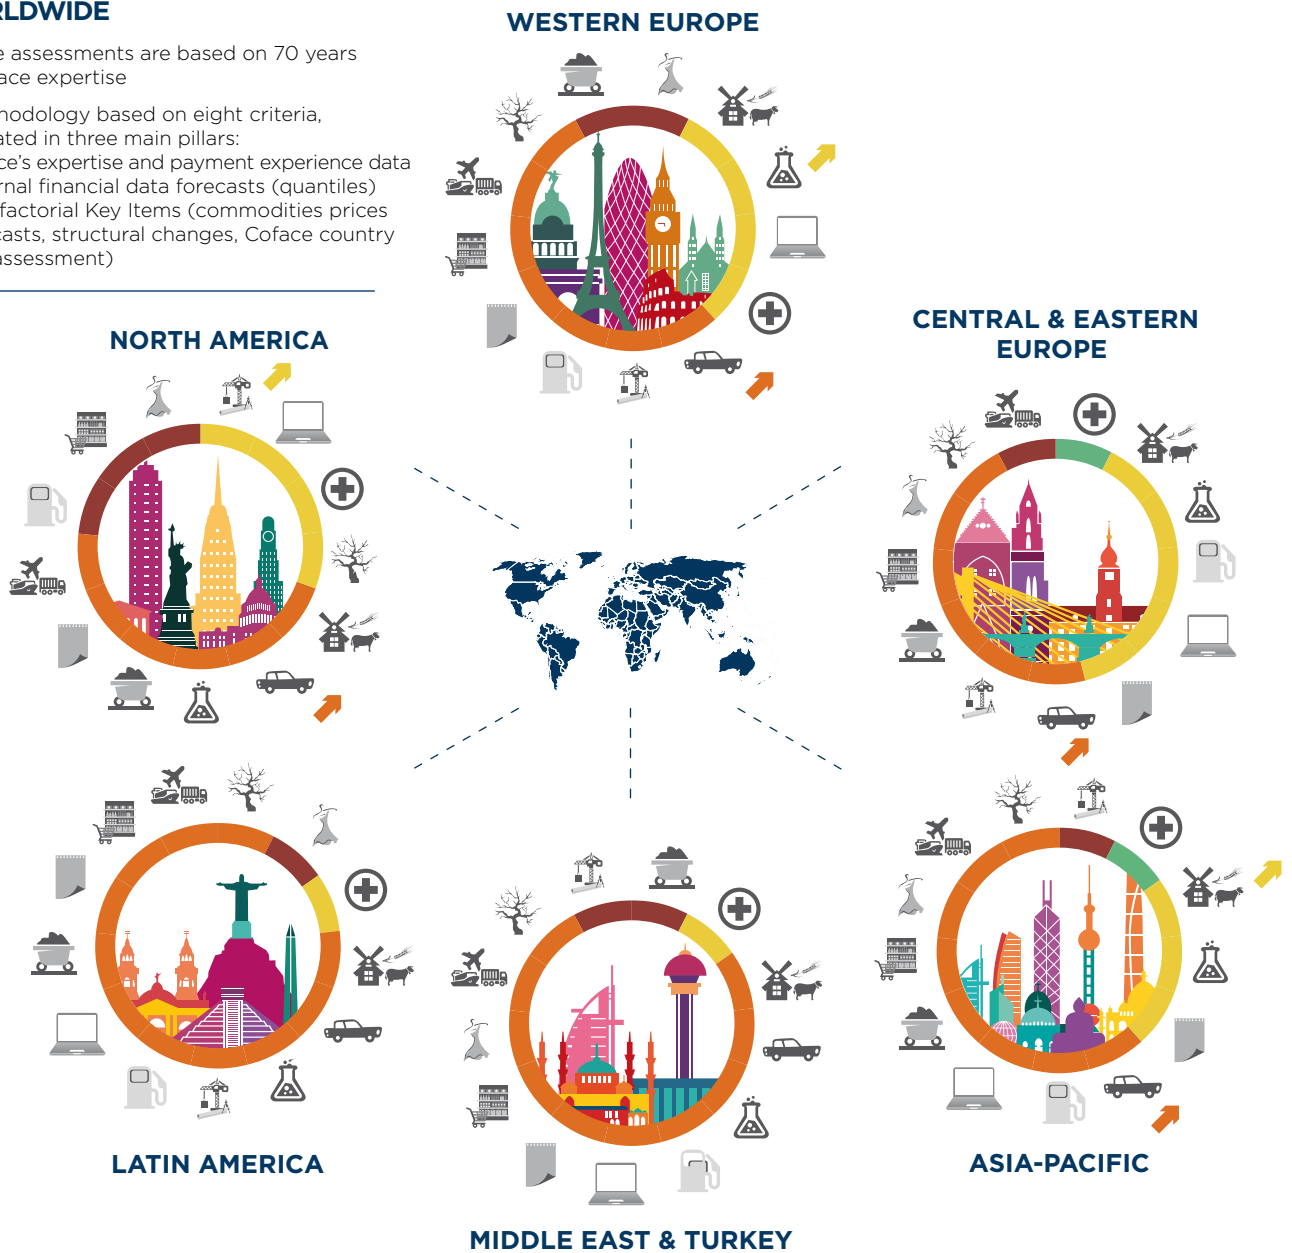 RLDWIDE
e assessments are based on 70 years
ace expertise
nodology based on eight criteria,
ated in three main pillars:
ce's expertise and payment experience data
rnal financial data forecasts (quantiles)
factorial Key Items (commodities prices
casts, structural changes, Coface country
assessment)
WESTERN EUROPE
NORTH AMERICA
CENTRAL & EASTERN
EUROPE
LATIN AMERICA
ASIA-PACIFIC
MIDDLE EAST & TURKEY